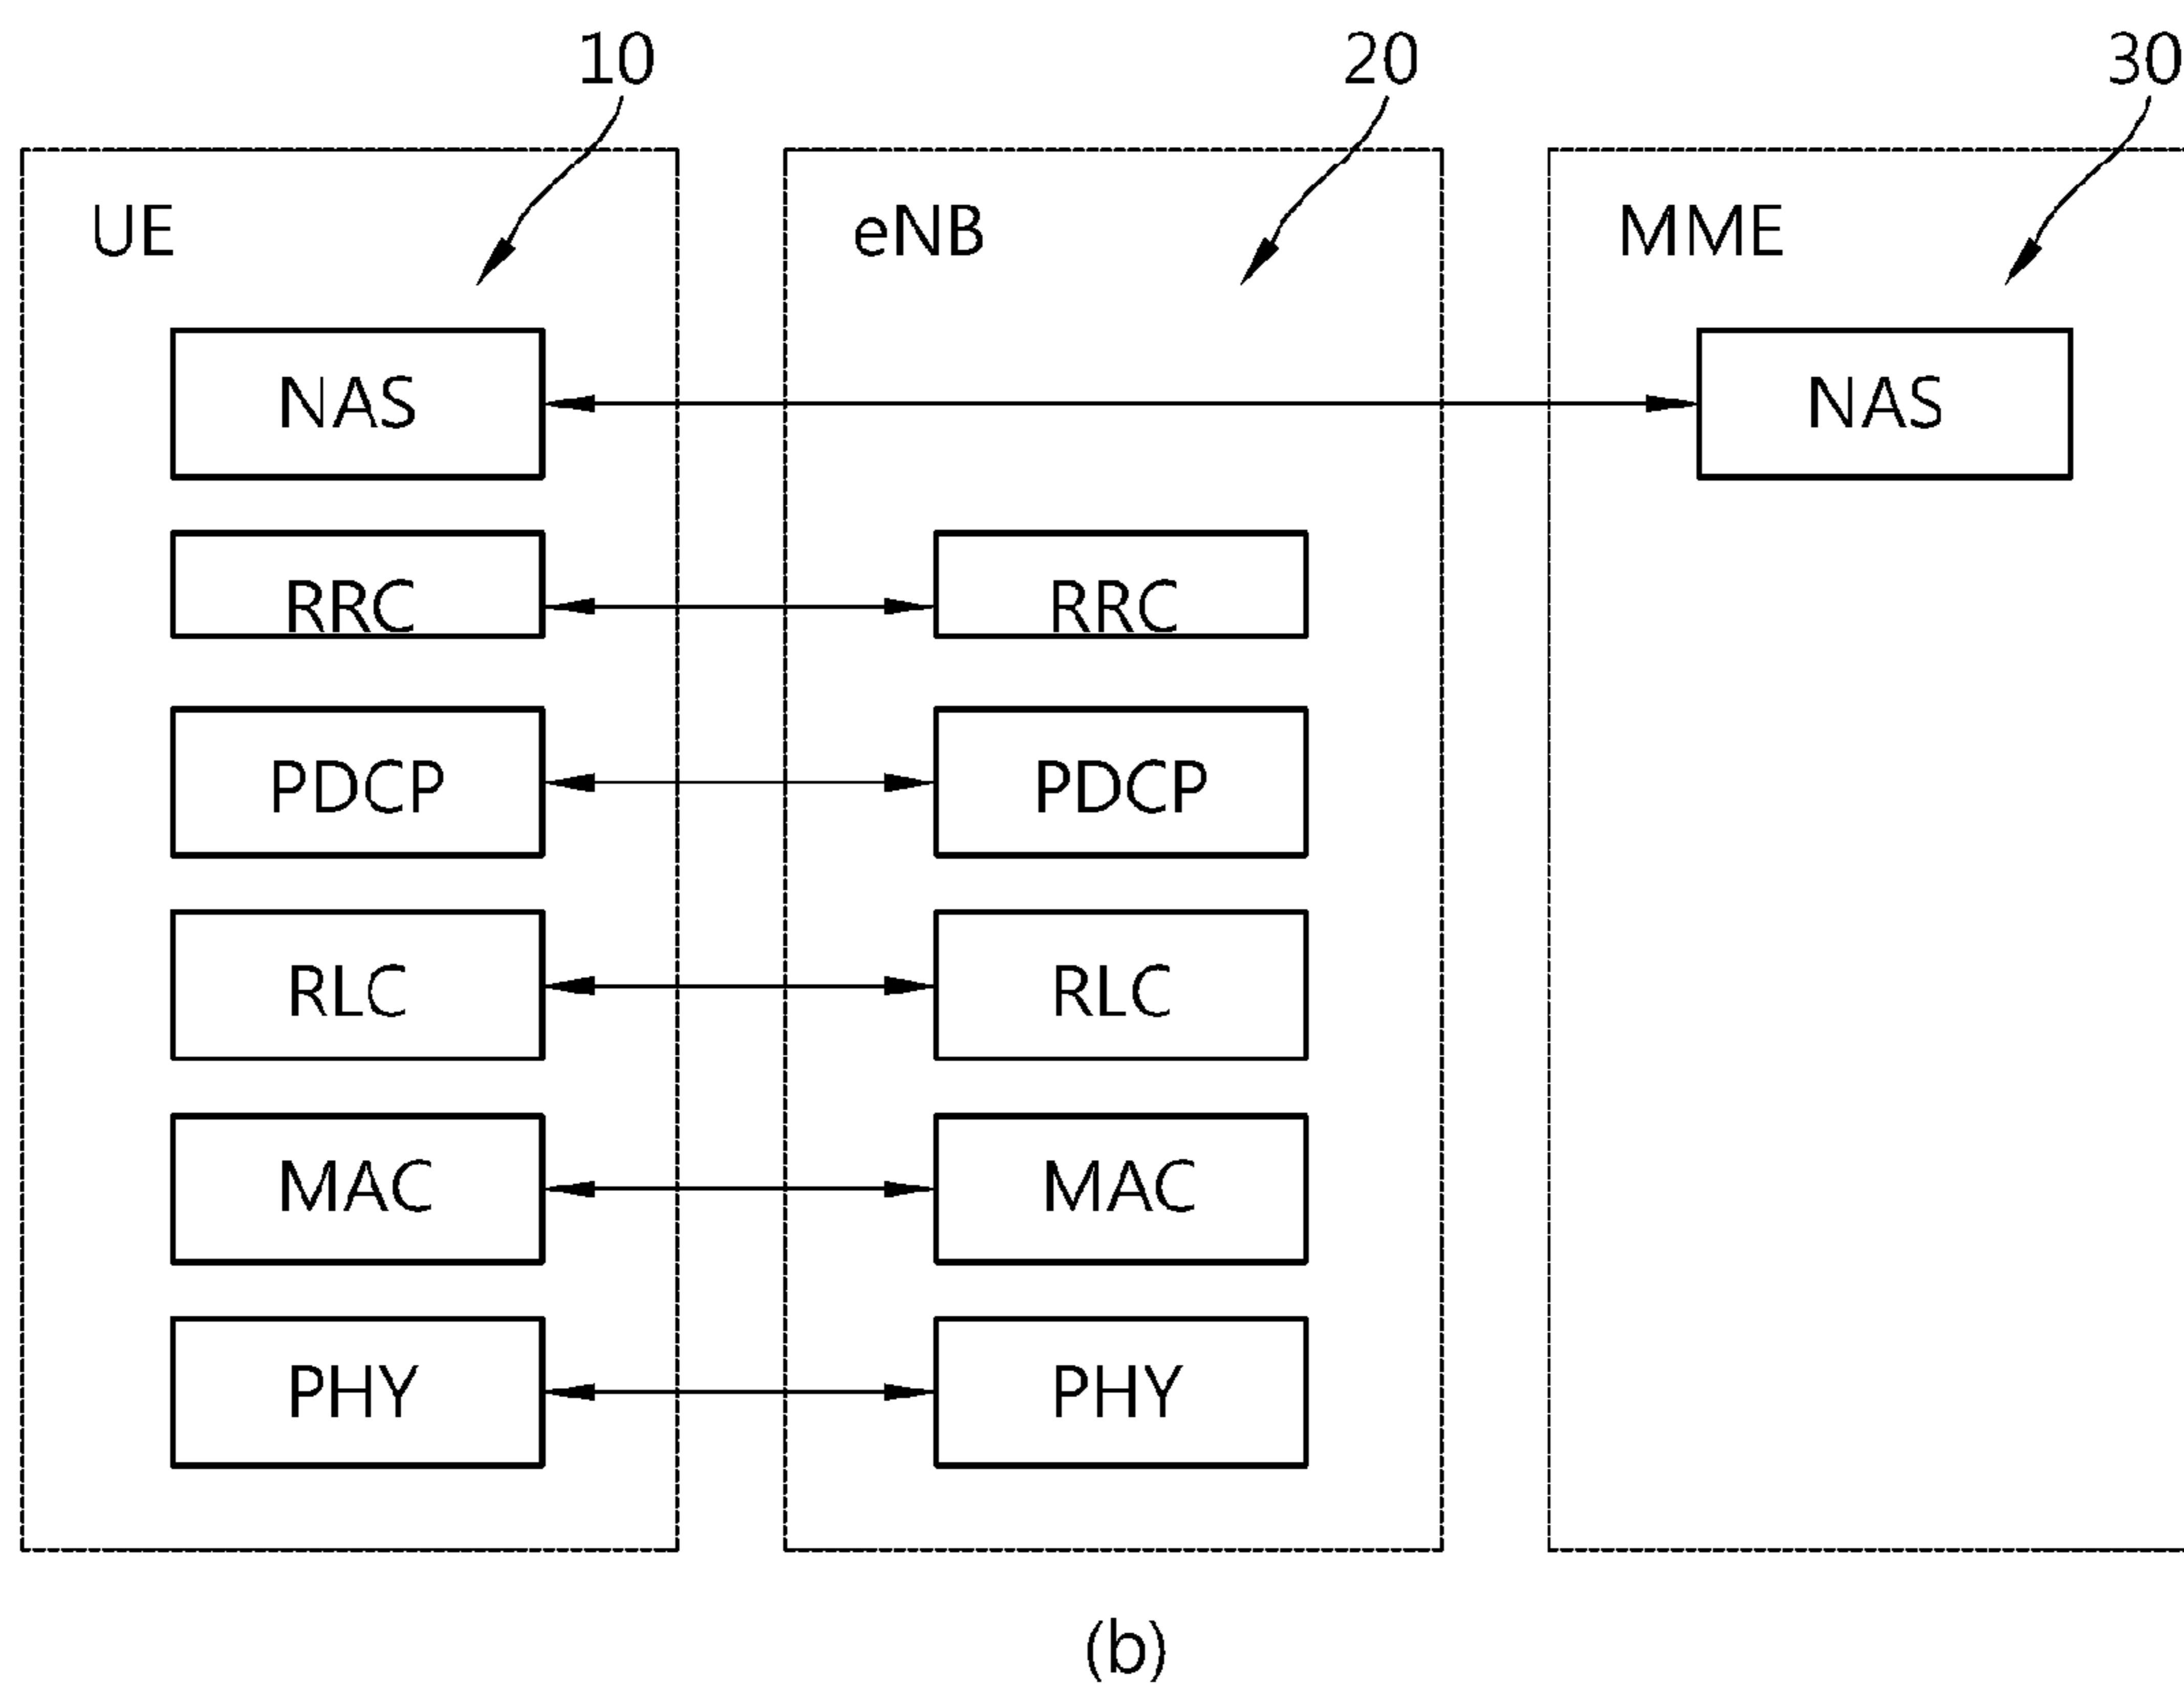 10 20 30
UE eNB MME
NAS NAS
RRC RRC
PDCP PDCP
RLC RLC
MAC MAC
PHY PHY
(b)